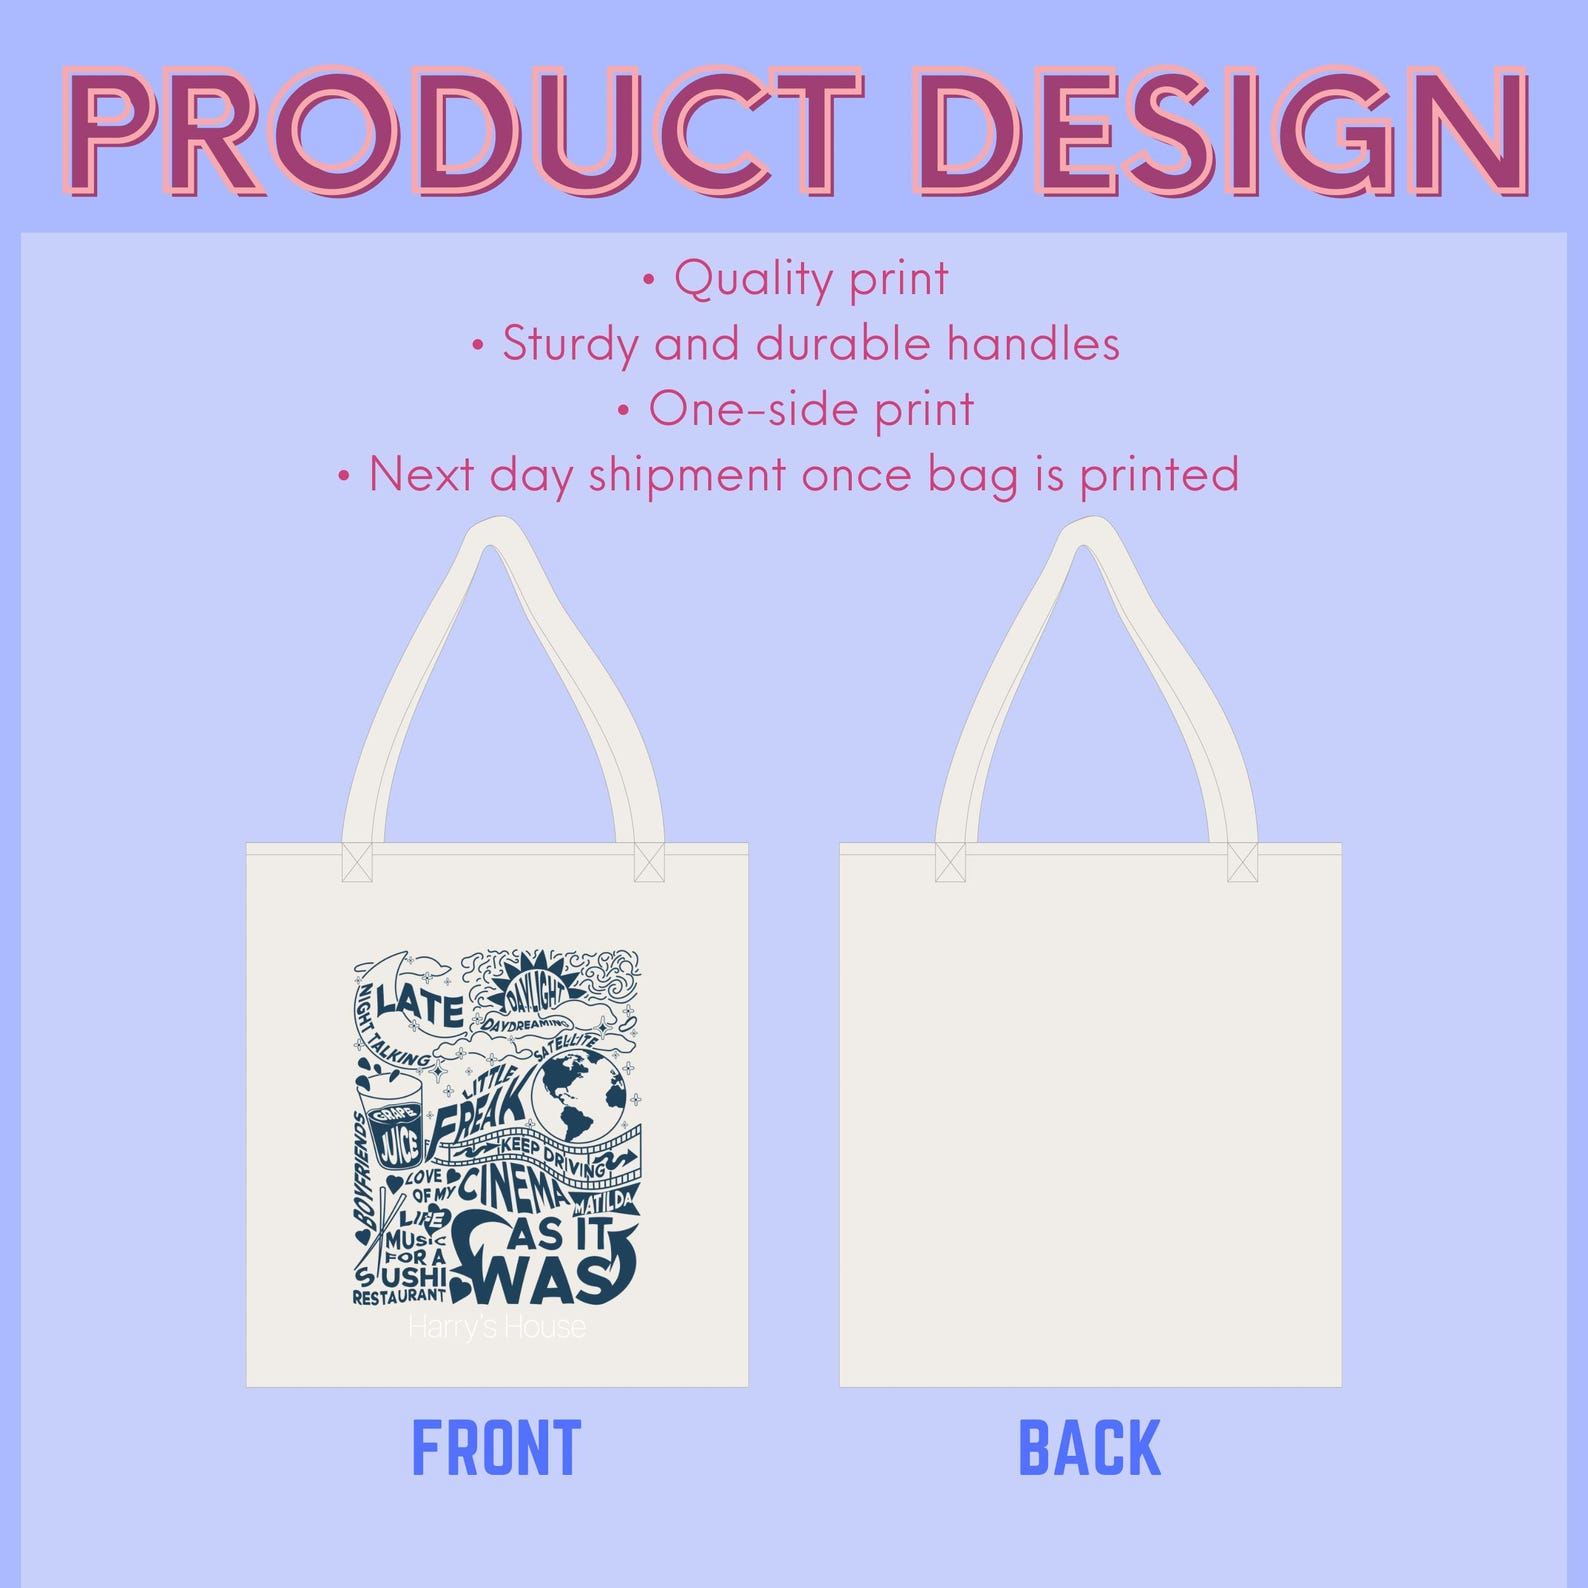 PRODUCT DESIGN
• Quality print
• Sturdy and durable handles
• One-side print
• Next day shipment once bag is printed
LATE
NIGHT TALKING
DAYLIGHT
DAYDREAMING
SATELLITE
LITTLE
FREAK
GRAPE
JUICE
BOYFRIENDS
KEEP DRIVING
LOVE
OF MY
LIFE
CINEMA
MATILDA
MUSIC
FOR A
SUSHI
RESTAURANT
AS IT
WAS
Harry's House
FRONT
BACK